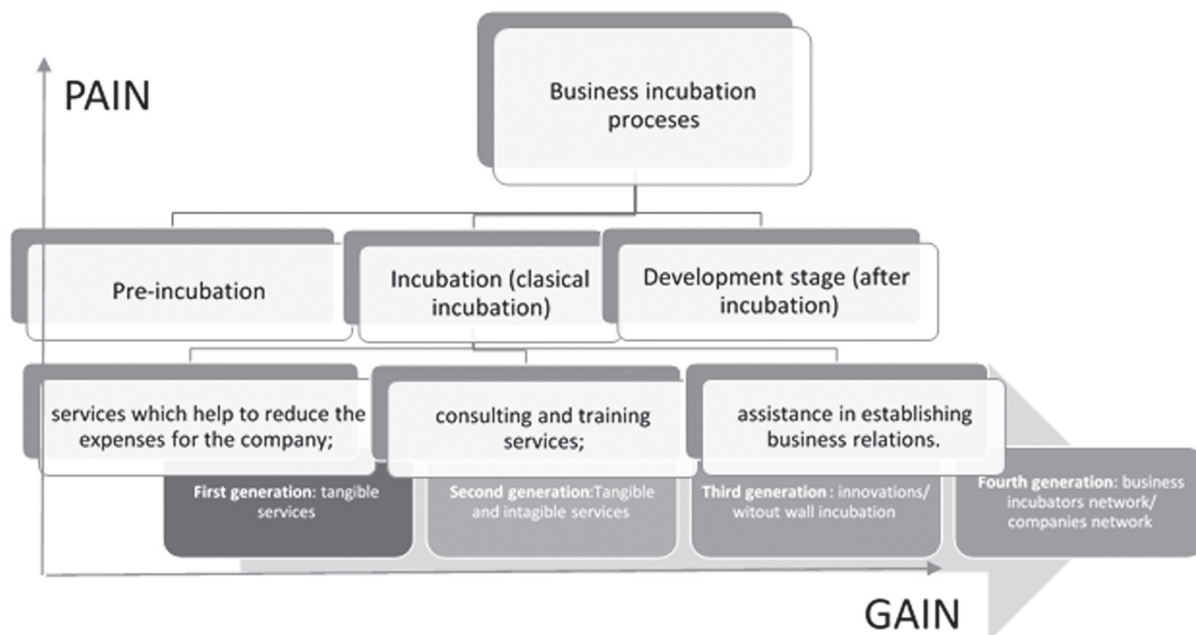 PAIN
Business incubation
proceses
Pre-incubation
Incubation (clasical
incubation)
Development stage (after
incubation)
services which help to reduce the
expenses for the company;
consulting and training
services;
assistance in establishing
business relations.
First generation: tangible
services
Second generation:Tangible
and intagible services
Third generation : innovations/
witout wall incubation
Fourth generation: business
incubators network/
companies network
GAIN